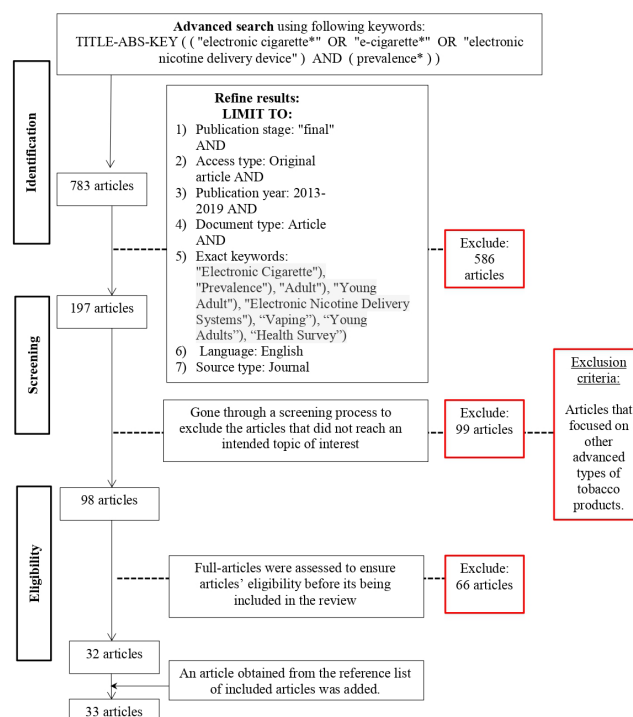 Advanced search using following keywords:
TITLE-ABS-KEY ( ( "electronic cigarette*" OR "e-cigarette*" OR "electronic
nicotine delivery device" ) AND ( prevalence* ) )
Identification
Refine results:
LIMIT TO:
1) Publication stage: "final"
AND
2) Access type: Original
article AND
3) Publication year: 2013-
2019 AND
4) Document type: Article
AND
5) Exact keywords:
"Electronic Cigarette"),
"Prevalence"), "Adult"), "Young
Adult"), "Electronic Nicotine Delivery
Systems"), “Vaping”), “Young
Adults”), “Health Survey”)
6) Language: English
7) Source type: Journal
783 articles
Exclude:
586
articles
197 articles
Screening
Gone through a screening process to
exclude the articles that did not reach an
intended topic of interest
Exclude:
99 articles
Exclusion
criteria:
Articles that
focused on
other
advanced
types of
tobacco
products.
98 articles
Eligibility
Full-articles were assessed to ensure
articles’ eligibility before its being
included in the review
Exclude:
66 articles
32 articles
An article obtained from the reference list
of included articles was added.
33 articles